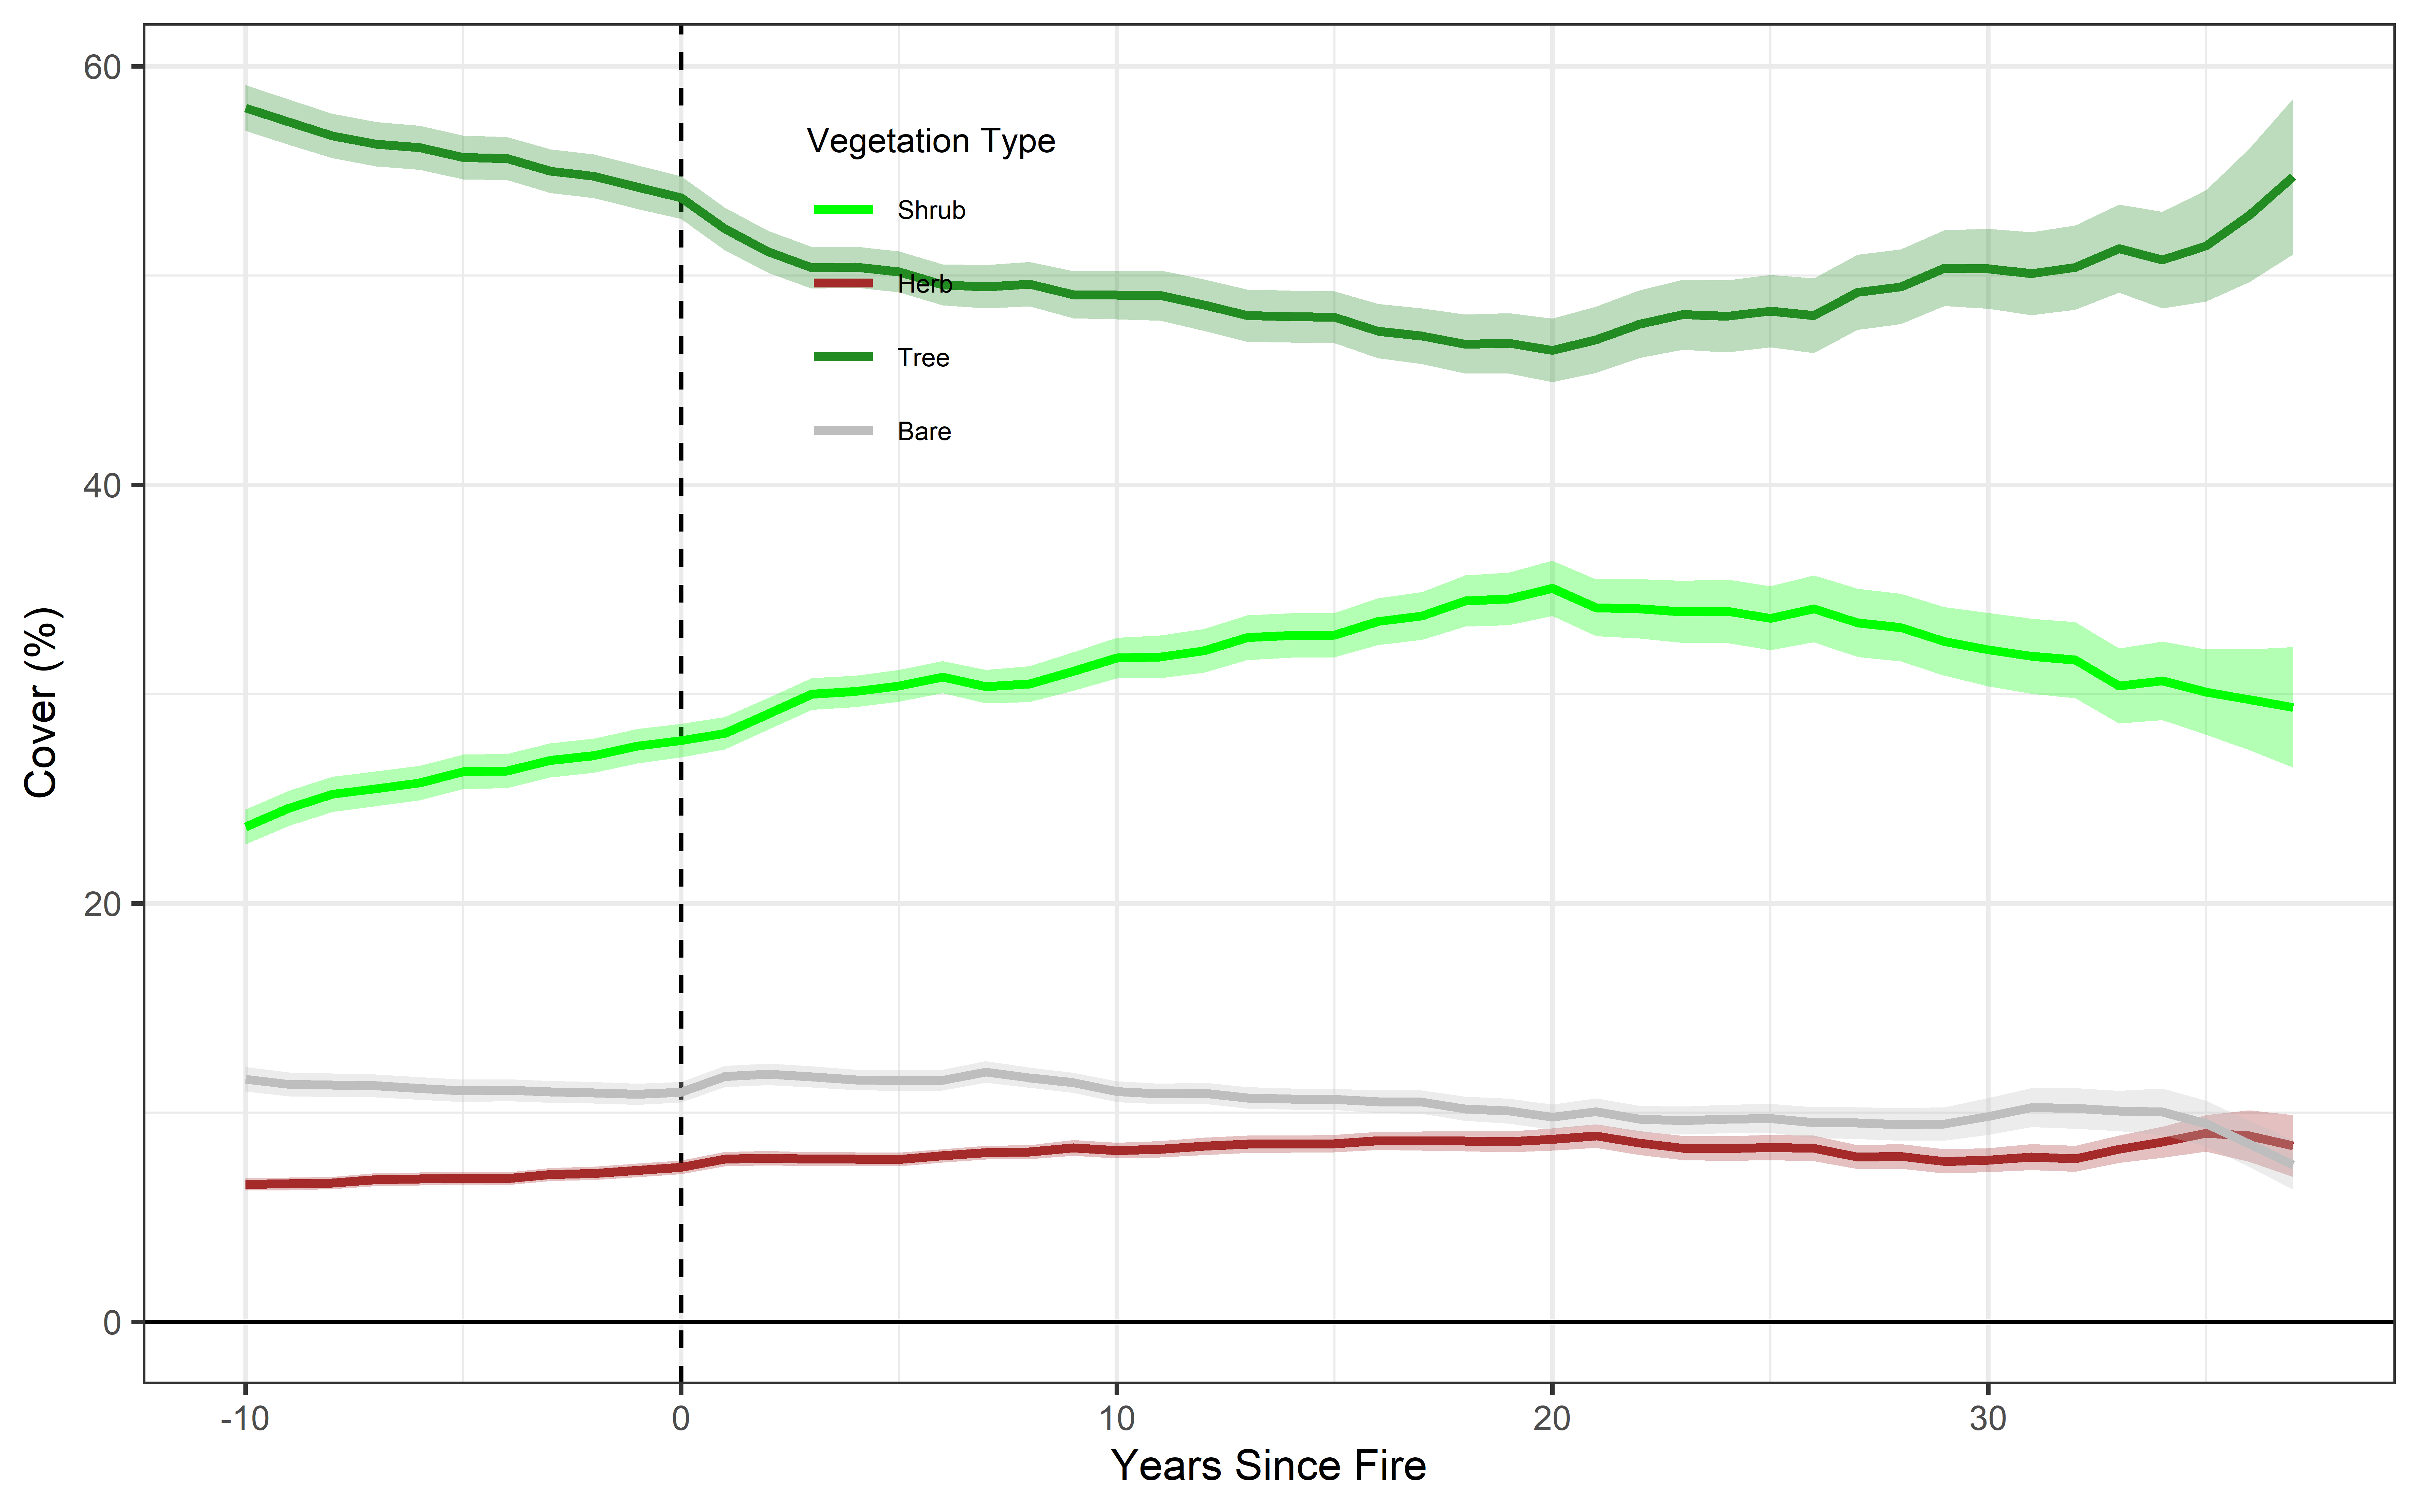 Cover (%)
60
40
20
0
Vegetation Type
Shrub
Herb
Tree
Bare
-10 0 10 20 30
Years Since Fire